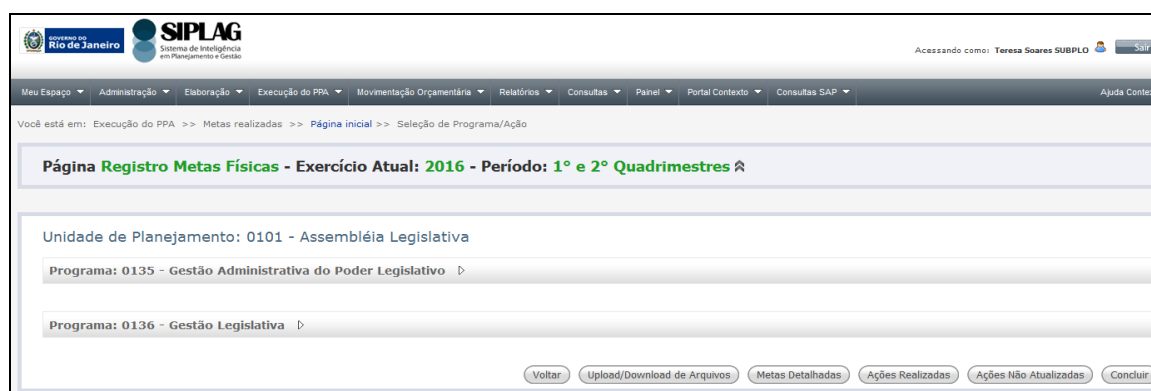 GOVERNO DO
Rio de Janeiro
SIPLAG
Sistema de Inteligência
em Planejamento e Gestão
Acessando como: Teresa Soares SUBPLO
Sair
Meu Espaço Administração Elaboração Execução do PPA Movimentação Orçamentária Relatórios Consultas Painel Portal Contexto Consultas SAP Ajuda Conte
Você está em: Execução do PPA >> Metas realizadas >> Página inicial >> Seleção de Programa/Ação
Página Registro Metas Físicas - Exercício Atual: 2016 - Período: 1° e 2° Quadrimestres
Unidade de Planejamento: 0101 - Assembléia Legislativa
Programa: 0135 - Gestão Administrativa do Poder Legislativo
Programa: 0136 - Gestão Legislativa
Voltar Upload/Download de Arquivos Metas Detalhadas Ações Realizadas Ações Não Atualizadas Concluir